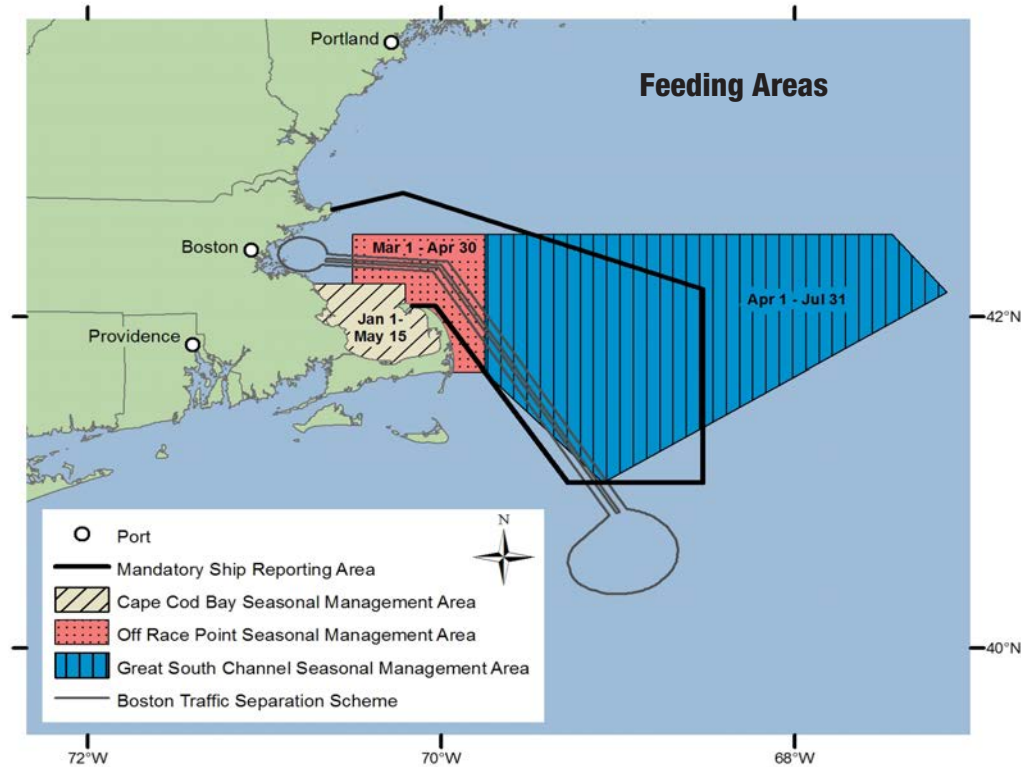 Portland
Feeding Areas
Boston
Mar 1 - Apr 30
Apr 1 - Jul 31
Jan 1-
May 15
42°N
Providence
N
Port
Mandatory Ship Reporting Area
Cape Cod Bay Seasonal Management Area
Off Race Point Seasonal Management Area
Great South Channel Seasonal Management Area
Boston Traffic Separation Scheme
40°N
72°W
70°W
68°W